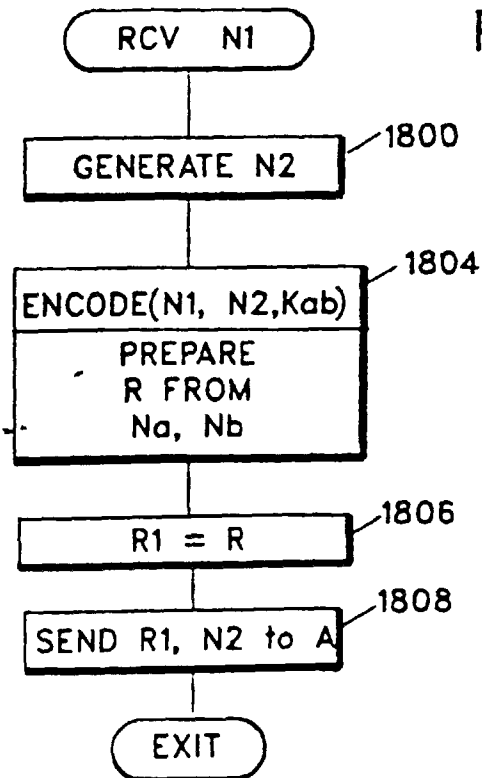 RCV N1
1800
GENERATE N2
1804
ENCODE(N1, N2,Kab)
PREPARE
R FROM
Na, Nb
1806
R1 = R
1808
SEND R1, N2 to A
EXIT